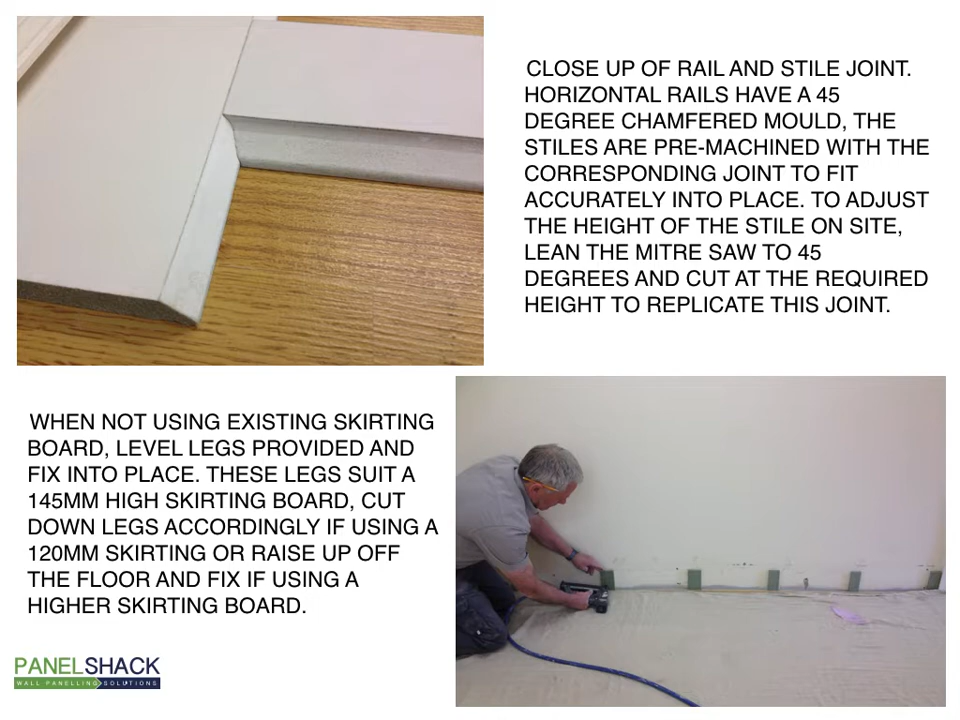 CLOSE UP OF RAIL AND STILE JOINT.
HORIZONTAL RAILS HAVE A 45
DEGREE CHAMFERED MOULD, THE
STILES ARE PRE-MACHINED WITH THE
CORRESPONDING JOINT TO FIT
ACCURATELY INTO PLACE. TO ADJUST
THE HEIGHT OF THE STILE ON SITE,
LEAN THE MITRE SAW TO 45
DEGREES AND CUT AT THE REQUIRED
HEIGHT TO REPLICATE THIS JOINT.
WHEN NOT USING EXISTING SKIRTING
BOARD, LEVEL LEGS PROVIDED AND
FIX INTO PLACE. THESE LEGS SUIT A
145MM HIGH SKIRTING BOARD, CUT
DOWN LEGS ACCORDINGLY IF USING A
120MM SKIRTING OR RAISE UP OFF
THE FLOOR AND FIX IF USING A
HIGHER SKIRTING BOARD.
PANELSHACK
WALL PANELLING SOLUTIONS